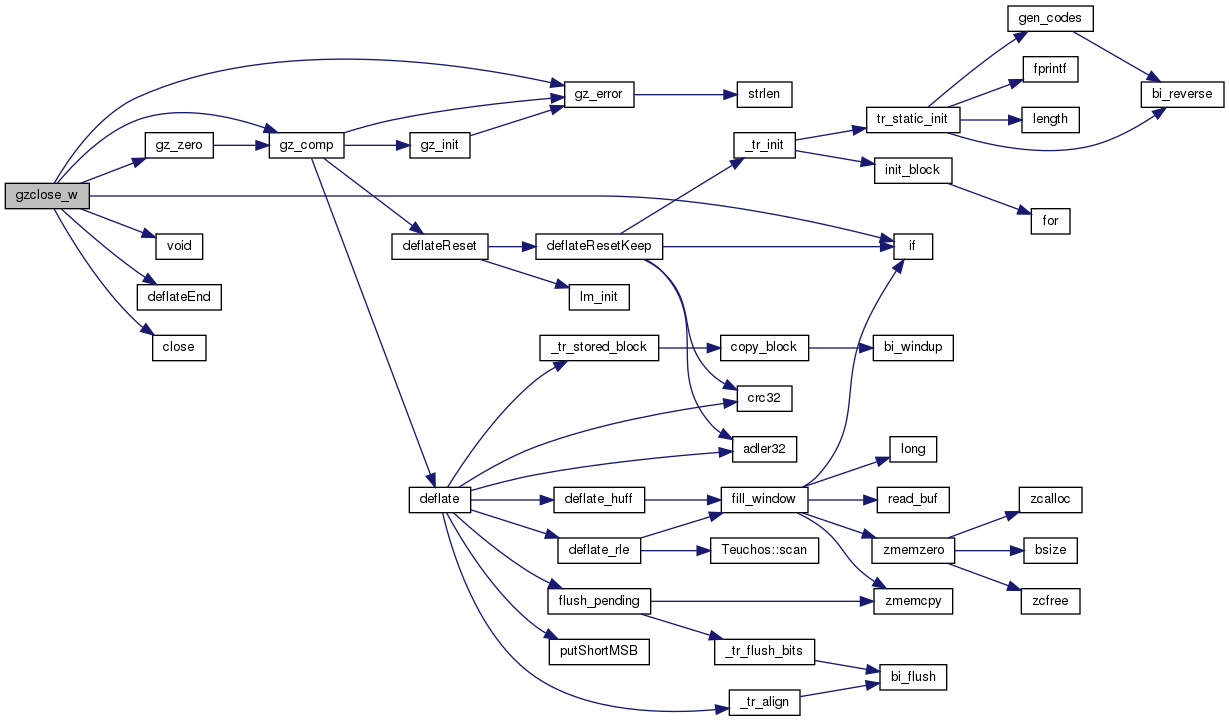 gen_codes
fprintf
gz_error
strlen
bi_reverse
tr_static_init
length
gz_zero
gz_comp
gz_init
_tr_init
init_block
gzclose_w
for
void
deflateReset
deflateResetKeep
if
deflateEnd
lm_init
close
_tr_stored_block
copy_block
bi_windup
crc32
adler32
long
deflate
deflate_huff
fill_window
read_buf
zcalloc
deflate_rle
Teuchos::scan
zmemzero
bsize
flush_pending
zmemcpy
zcfree
putShortMSB
_tr_flush_bits
bi_flush
_tr_align